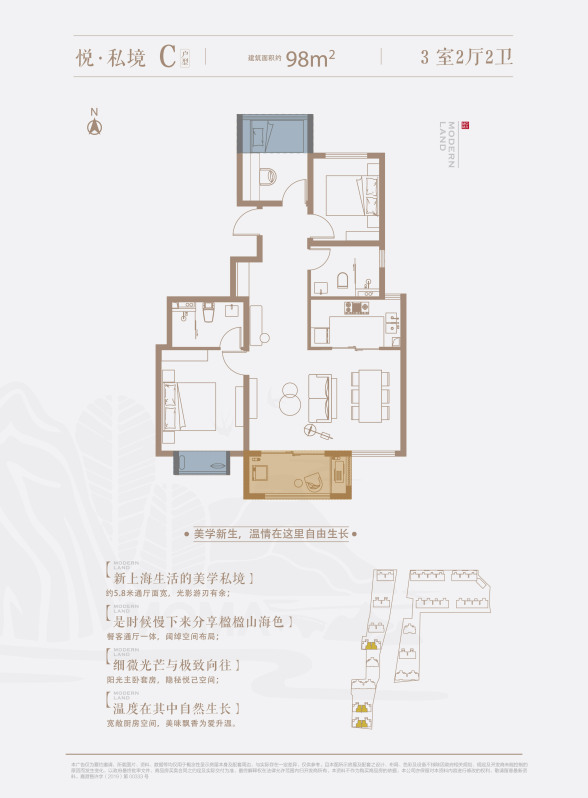 悦·私境 C 户型
建筑面积约 98m²
3 室2厅2卫
N
MODERN
LAND
美学新生，温情在这里自由生长
MODERN
LAND
【新上海生活的美学私境】
约5.8米通厅面宽，光影游刃有余；
MODERN
LAND
【是时候慢下来分享槛槛山海色】
餐客通厅一体，阔绰空间布局；
MODERN
LAND
【细微光芒与极致向往】
阳光主卧套房，隐秘悦己空间；
MODERN
LAND
【温度在其中自然生长】
宽敞厨房空间，美味飘香为爱升温。